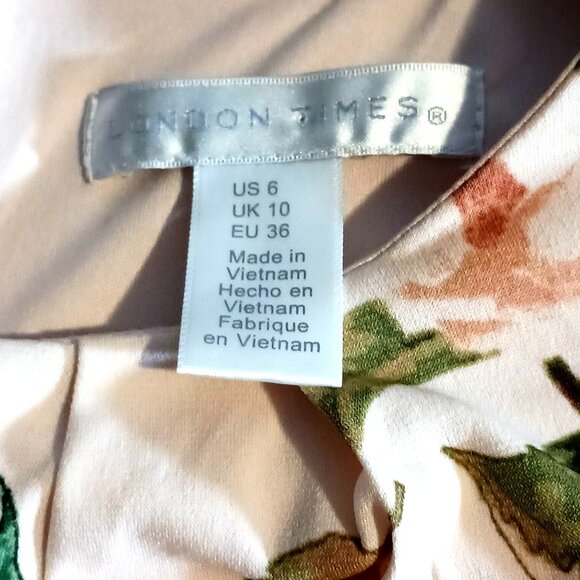 LONDON TIMES®
US 6
UK 10
EU 36
Made in
Vietnam
Hecho en
Vietnam
Fabrique
en Vietnam